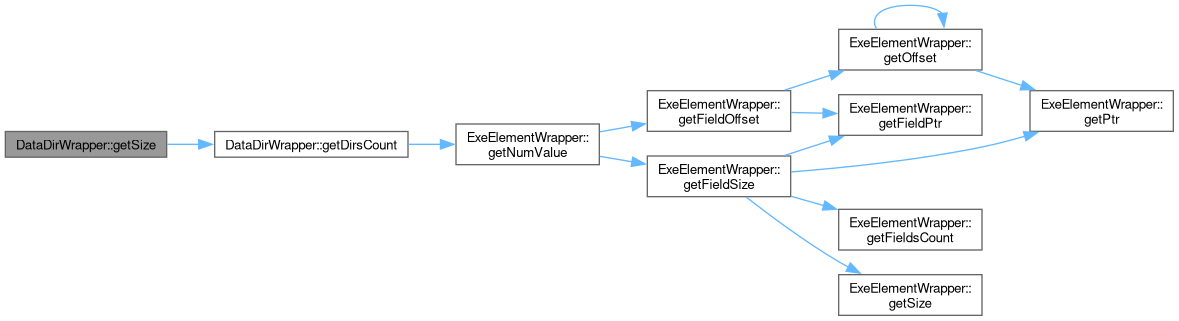 DataDirWrapper::getSize
DataDirWrapper::getDirsCount
ExeElementWrapper::
getNumValue
ExeElementWrapper::
getFieldOffset
ExeElementWrapper::
getFieldSize
ExeElementWrapper::
getOffset
ExeElementWrapper::
getFieldPtr
ExeElementWrapper::
getFieldsCount
ExeElementWrapper::
getSize
ExeElementWrapper::
getPtr